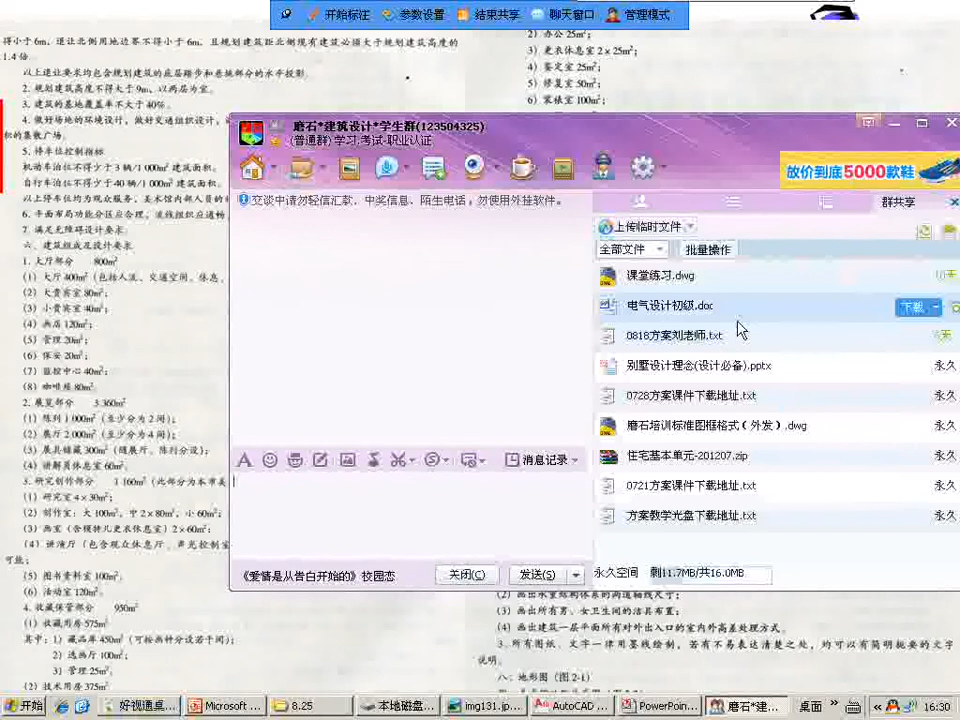 开始标注 参数设置 结束共享 聊天窗口 管理模式
得小于6m，退让北侧用地边界不得小于6m，且规划建筑距北侧现有建筑必须大于规划建筑高度的
1.4倍。
以上退让要求均包含规划建筑的底层踏步和悬挑部分的水平投影。
2. 规划建筑高度不得大于9m，以两层为宜。
3. 建筑的基地覆盖率不大于40%。
4. 做好场地的环境设计，做好交通组织设计，
积的集散广场。
5. 停车位控制指标
机动车泊位不得少于3辆/1 000m²建筑面积。
自行车泊位不得少于40辆/1 000m²建筑面积。
以上停车位均为观众服务，美术馆内部人员的
6. 平面布局功能分区应合理，流线组织应通畅
7. 满足无障碍设计要求。
六、建筑组成及设计要求
1. 大厅部分 800m²
(1) 大厅400m²（包括人流、交通空间、休息、
(2) 大贵宾室80m²；
(3) 小贵宾室40m²；
(4) 画店120m²；
(5) 管理20m²；
(6) 保安20m²；
(7) 监控中心40m²；
(8) 咖啡座80m²。
2. 展览部分 3 360m²
(1) 陈列1 000m²（至少分为2间）；
(2) 展厅2 000m²（至少分为4间）；
(3) 展具储藏300m²（随展厅、陈列分设）；
(4) 讲解员休息室60m²。
3. 研究创作部分 1 160m²（此部分为本市美
(1) 研究室4×30m²；
(2) 创作室：大100m²，中2×80m²，小60m²；
(3) 画室（含模特儿更衣休息室）2×60m²；
(4) 讲演厅（包含观众休息厅、声光控制室
可能；
(5) 图书资料室100m²；
(6) 活动室120m²。
4. 收藏保管部分 950m²
(1) 收藏用房575m²
其中：1) 藏品库450m²（可按画种分设若干间）；
2) 选画厅100m²；
3) 管理25m²。
(2) 技术用房375m²
2) 办公25m²；
3) 更衣休息室2×25m²；
4) 鉴定室25m²；
5) 修复室50m²；
6) 裱裱室100m²；
磨石*建筑设计*学生群(123504325)
(普通群) 学习.考试-职业认证
放价到底5000款鞋
交谈中请勿轻信汇款、中奖信息、陌生电话，勿使用外挂软件。
群共享
上传临时文件
全部文件 批量操作
课堂练习.dwg
电气设计初级.doc 下载
0818方案刘老师.txt
别墅设计理念(设计必备).pptx 永久
0728方案课件下载地址.txt 永久
磨石培训标准图框格式（外发）.dwg 永久
住宅基本单元-201207.zip 永久
0721方案课件下载地址.txt 永久
方案教学光盘下载地址.txt 永久
消息记录
《爱情是从告白开始的》校园恋 关闭(C) 发送(S) 永久空间 剩11.7MB/共16.0MB
(2) 画出承重结构体系的两道轴线尺寸；
(3) 画出所有男、女卫生间的洁具布置；
(4) 画出建筑一层平面所有对外出入口的室内外高差处现方式。
3. 所有图纸、文字一律用墨线绘制，若有不易表达清楚之处，均可以有简明扼要的文字
说明。
八、地形图（图2-1）
开始 好视通桌... Microsoft ... 8.25 本地磁盘... img131.jp... AutoCAD ... PowerPoin... 磨石*建... 桌面 16:30